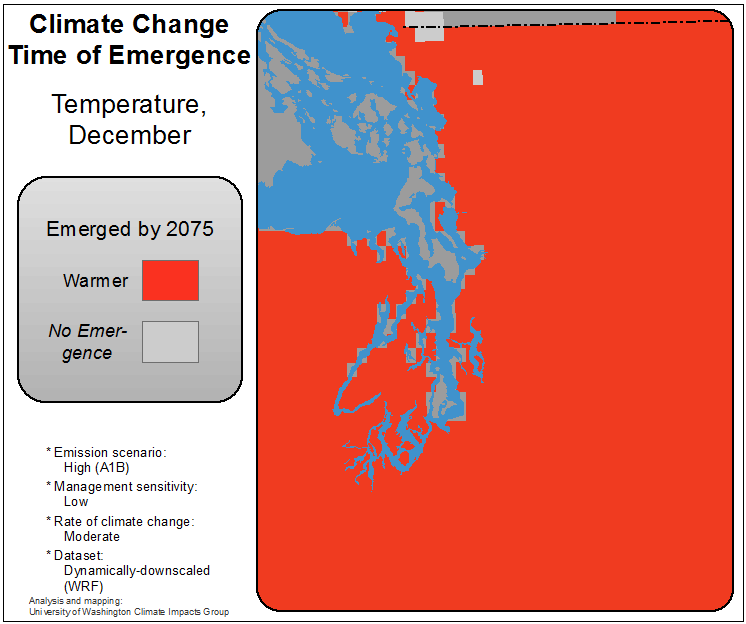 Climate Change
Time of Emergence
Temperature,
December
Emerged by 2075
Warmer
No Emer-
gence
* Emission scenario:
High (A1B)
* Management sensitivity:
Low
* Rate of climate change:
Moderate
* Dataset:
Dynamically-downscaled
(WRF)
Analysis and mapping:
University of Washington Climate Impacts Group